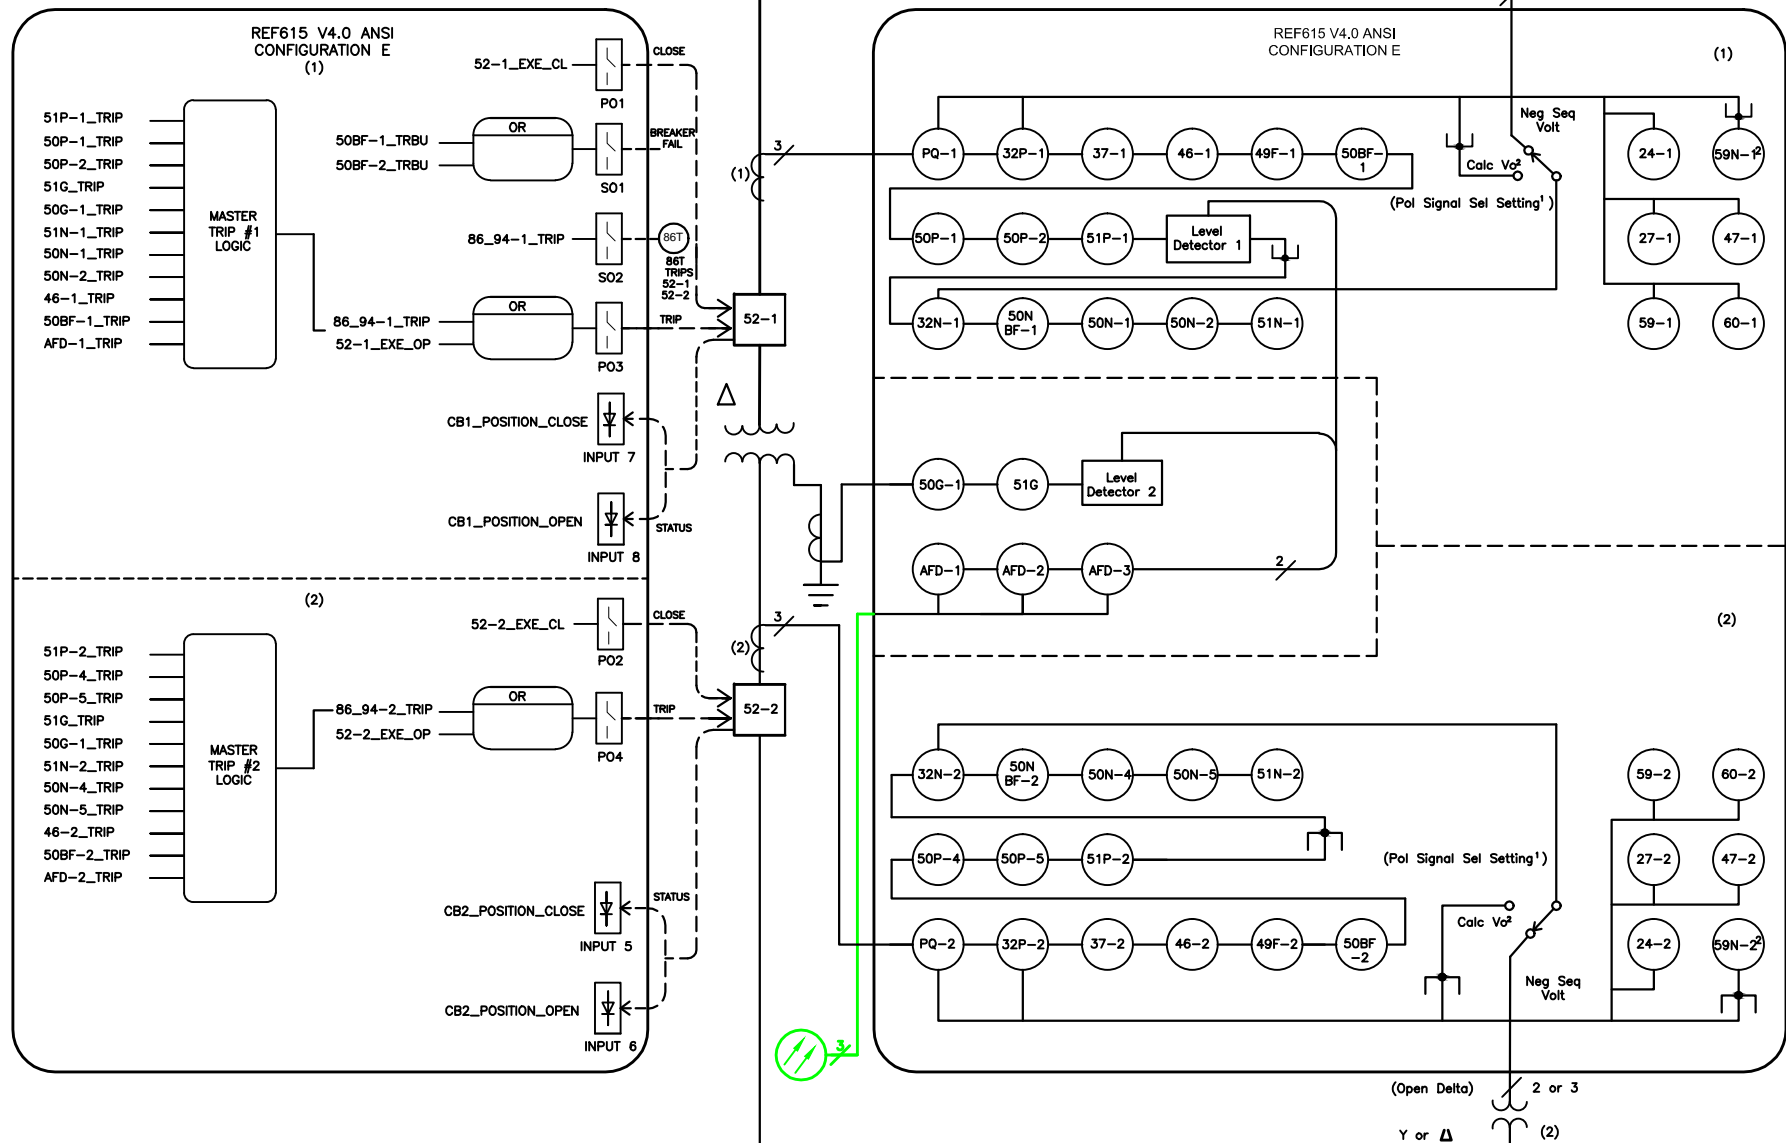 REF615 V4.0 ANSI
CONFIGURATION E
(1)
51P-1_TRIP
50P-1_TRIP
50P-2_TRIP
51G_TRIP
50G-1_TRIP
51N-1_TRIP
50N-1_TRIP
50N-2_TRIP
46-1_TRIP
50BF-1_TRIP
AFD-1_TRIP
MASTER
TRIP #1
LOGIC
52-1_EXE_CL
PO1
CLOSE
50BF-1_TRBU
50BF-2_TRBU
OR
SO1
BREAKER
FAIL
86_94-1_TRIP
SO2
86T
86T
TRIPS
52-1
52-2
86_94-1_TRIP
52-1_EXE_OP
OR
PO3
TRIP
CB1_POSITION_CLOSE
INPUT 7
CB1_POSITION_OPEN
INPUT 8
STATUS
(2)
51P-2_TRIP
50P-4_TRIP
50P-5_TRIP
51G_TRIP
50G-1_TRIP
51N-2_TRIP
50N-4_TRIP
50N-5_TRIP
46-2_TRIP
50BF-2_TRIP
AFD-2_TRIP
MASTER
TRIP #2
LOGIC
52-2_EXE_CL
PO2
CLOSE
86_94-2_TRIP
52-2_EXE_OP
OR
PO4
TRIP
CB2_POSITION_CLOSE
INPUT 5
STATUS
CB2_POSITION_OPEN
INPUT 6
(1)
3
52-1
Δ
(2)
3
52-2
3
REF615 V4.0 ANSI
CONFIGURATION E
(1)
PQ-1
32P-1
37-1
46-1
49F-1
50BF-
1
Neg Seq
Volt
Calc Vo²
(Pol Signal Sel Setting¹)
24-1
59N-1²
50P-1
50P-2
51P-1
Level
Detector 1
27-1
47-1
32N-1
50N
BF-1
50N-1
50N-2
51N-1
59-1
60-1
50G-1
51G
Level
Detector 2
AFD-1
AFD-2
AFD-3
2
(2)
32N-2
50N
BF-2
50N-4
50N-5
51N-2
59-2
60-2
50P-4
50P-5
51P-2
(Pol Signal Sel Setting¹)
27-2
47-2
PQ-2
32P-2
37-2
46-2
49F-2
50BF
-2
Calc Vo²
Neg Seq
Volt
24-2
59N-2²
(Open Delta)
2 or 3
Y or Δ
(2)